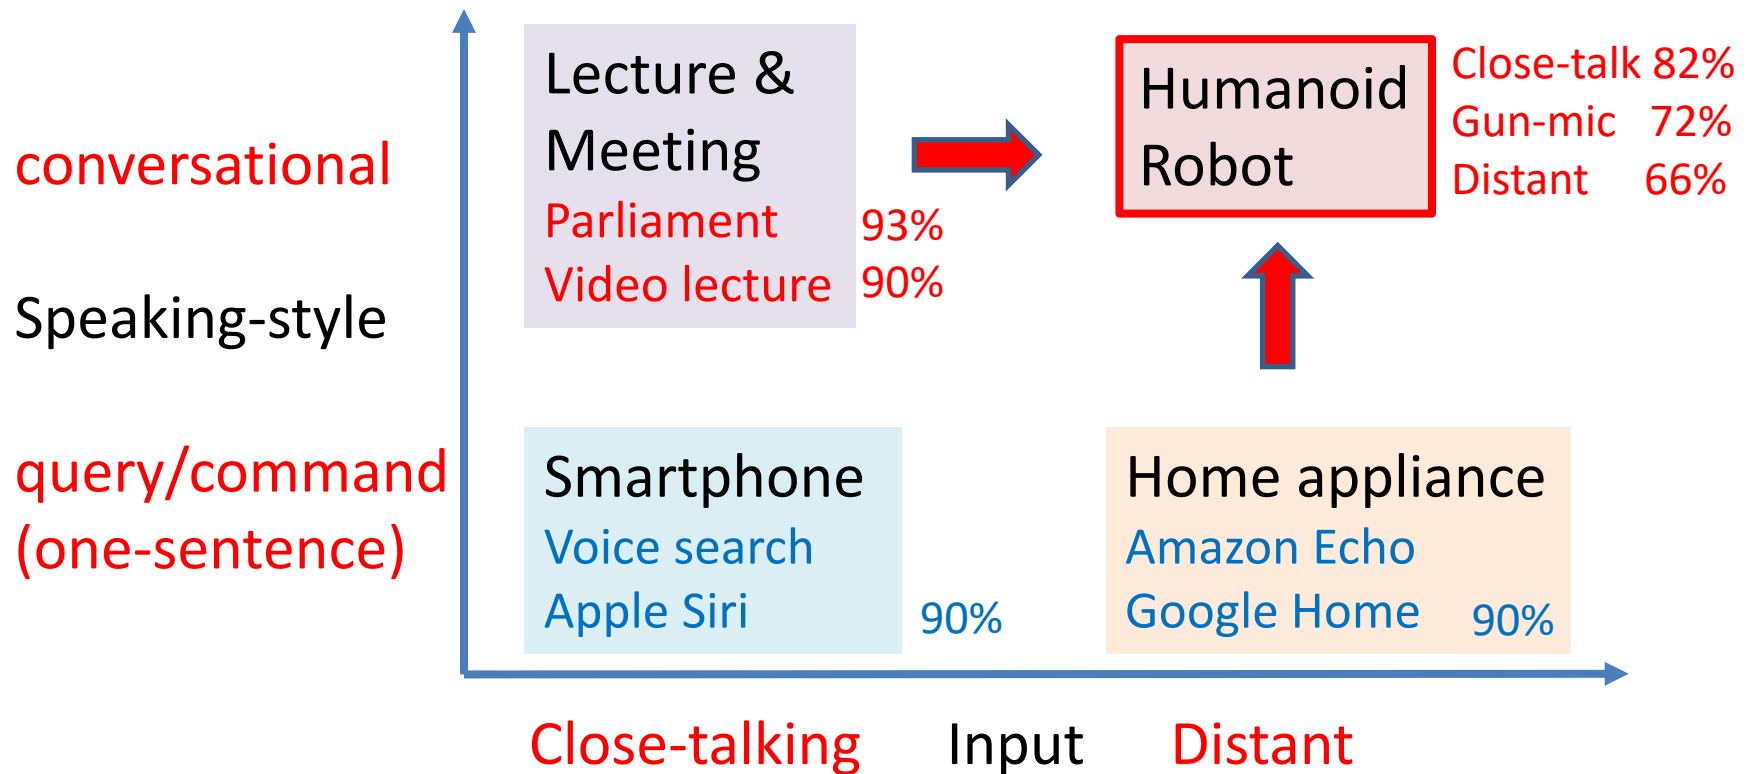 Lecture &
Meeting
Parliament 93%
Video lecture 90%
Humanoid
Robot
Close-talk 82%
Gun-mic 72%
Distant 66%
conversational
Speaking-style
query/command
(one-sentence)
Smartphone
Voice search
Apple Siri 90%
Home appliance
Amazon Echo
Google Home 90%
Close-talking Input Distant